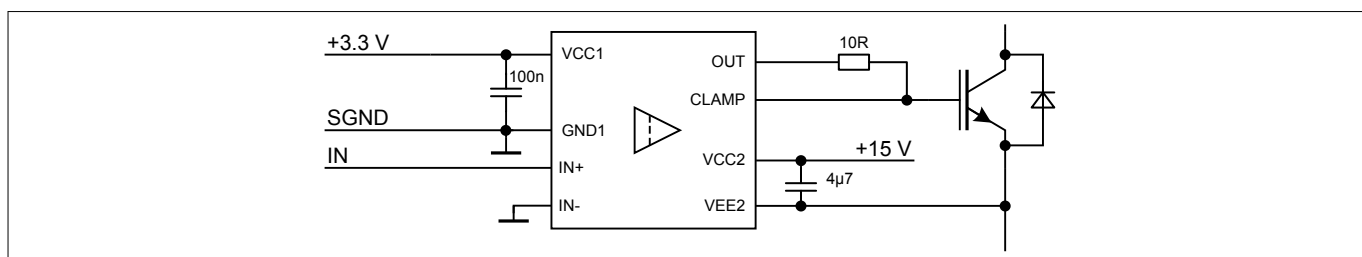 +3.3 V
SGND
IN
100n
VCC1
GND1
IN+
IN-
OUT
CLAMP
VCC2
VEE2
10R
+15 V
4µ7